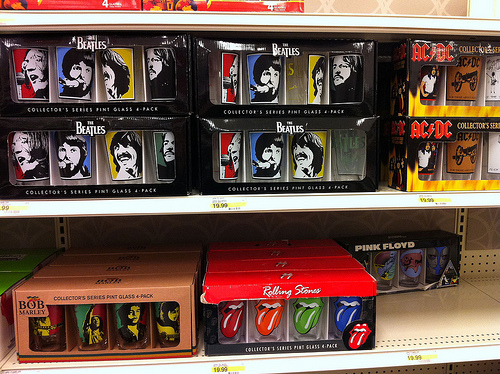 4
4
THE
BEATLES
COLLECTOR'S SERIES PINT GLASS 4-PACK
THE
BEATLES
COLLECTOR'S SERIES PINT GLASS 4-PACK
AC/DC COLLECTOR'S
THE
BEATLES
COLLECTOR'S SERIES PINT GLASS 4-PACK
THE
BEATLES
COLLECTOR'S SERIES PINT GLASS 4-PACK
AC/DC COLLECTOR'S SERI
.99
19.99
19.99
BOB
MARLEY
COLLECTOR'S SERIES PINT GLASS 4-PACK
Rolling Stones
COLLECTOR'S SERIES PINT GLASS 4-PACK
PINK FLOYD
19.99
19.99